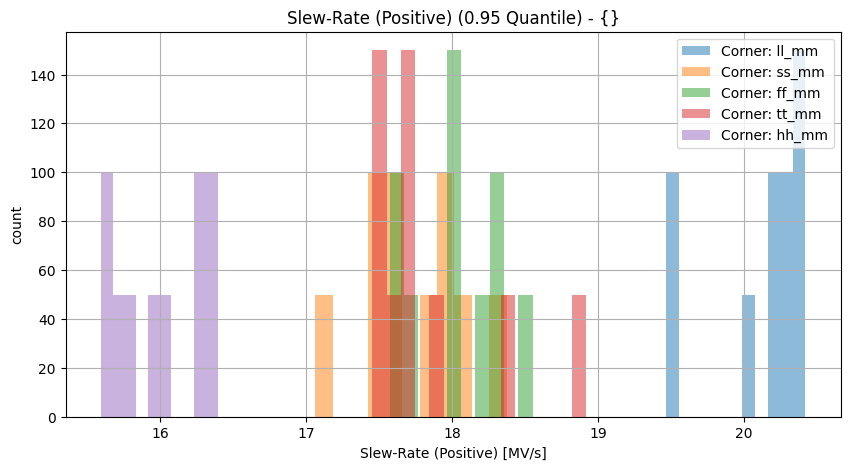 Slew-Rate (Positive) (0.95 Quantile) - {}
Corner: ll_mm
Corner: ss_mm
Corner: ff_mm
Corner: tt_mm
Corner: hh_mm
140
120
100
80
60
40
20
0
count
16 17 18 19 20
Slew-Rate (Positive) [MV/s]